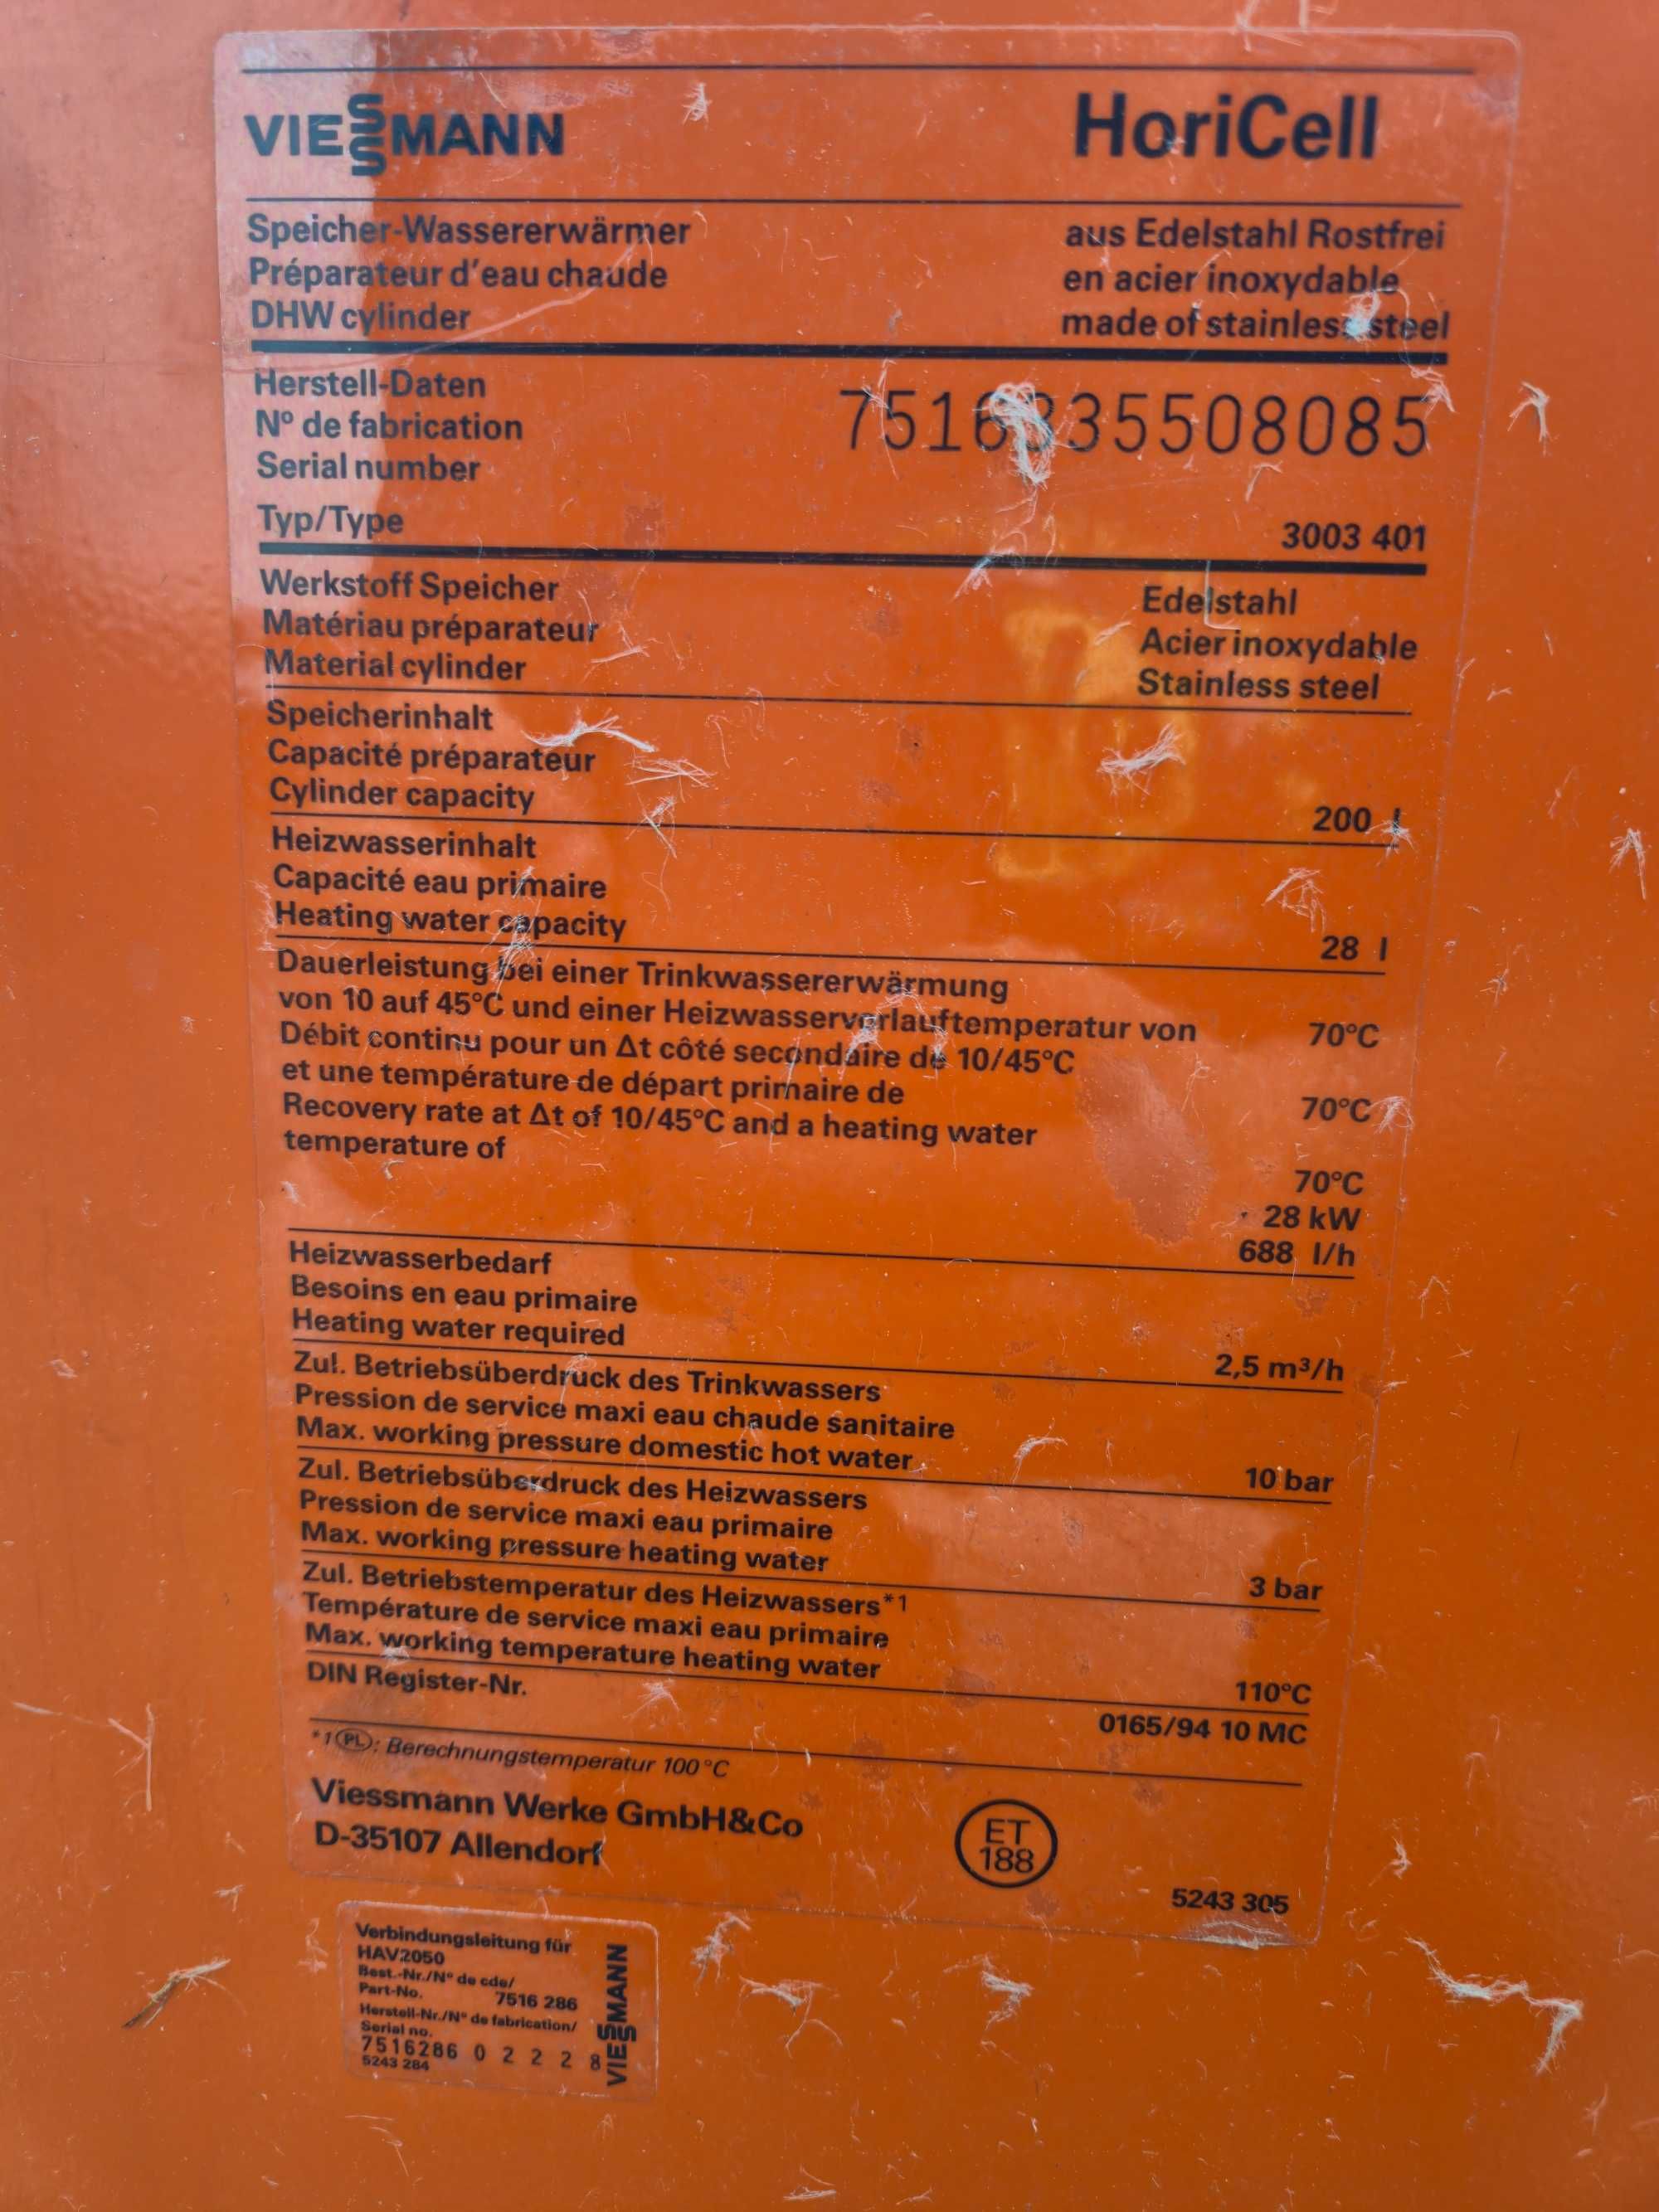 VIESSMANN
HoriCell
Speicher-Wassererwärmer
aus Edelstahl Rostfrei
Préparateur d'eau chaude
en acier inoxydable
DHW cylinder
made of stainless steel
Herstell-Daten
Nº de fabrication
Serial number
Typ/Type
3003 401
Werkstoff Speicher
Edelstahl
Matériau préparateur
Acier inoxydable
Material cylinder
Stainless steel
Speicherinhalt
Capacité préparateur
Cylinder capacity
200 l
Heizwasserinhalt
Capacité eau primaire
Heating water capacity
28 l
Dauerleistung bei einer Trinkwassererwärmung
von 10 auf 45°C und einer Heizwasservorlauftemperatur von
70°C
Débit continu pour un Δt côté secondaire de 10/45°C
et une température de départ primaire de
70°C
Recovery rate at Δt of 10/45°C and a heating water
temperature of
70°C
28 kW
688 l/h
Heizwasserbedarf
Besoins en eau primaire
Heating water required
2,5 m³/h
Zul. Betriebsüberdruck des Trinkwassers
Pression de service maxi eau chaude sanitaire
Max. working pressure domestic hot water
10 bar
Zul. Betriebsüberdruck des Heizwassers
Pression de service maxi eau primaire
Max. working pressure heating water
3 bar
Zul. Betriebstemperatur des Heizwassers*1
Température de service maxi eau primaire
Max. working temperature heating water
110°C
DIN Register-Nr.
0165/94 10 MC
*1 PL: Berechnungstemperatur 100°C
Viessmann Werke GmbH&Co
D-35107 Allendorf
ET
188
5243 305
Verbindungsleitung für
HAV2050
Best.-Nr./Nº de cde/
Part-No. 7516 286
Herstell-Nr./Nº de fabrication/
Serial no.
7516286 0 2 2 2 8
5243 284
VIESSMANN